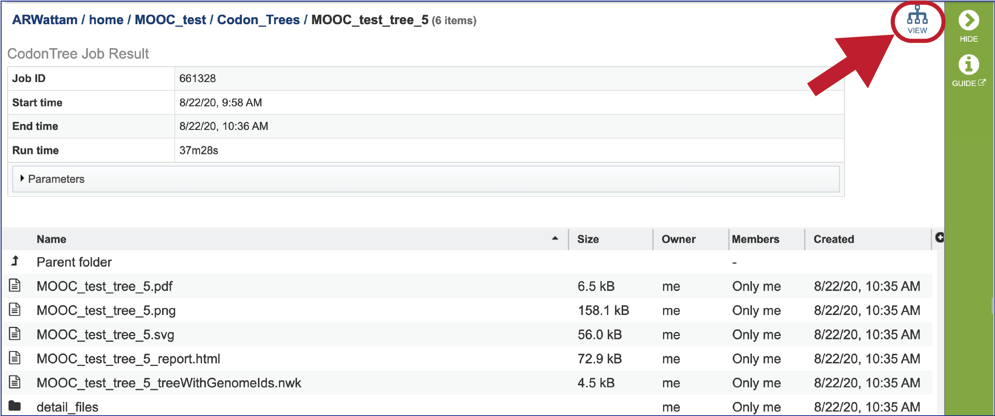 ARWattam / home / MOOC_test / Codon_Trees / MOOC_test_tree_5 (6 items)
VIEW
HIDE
GUIDE
CodonTree Job Result
Job ID 661328
Start time 8/22/20, 9:58 AM
End time 8/22/20, 10:36 AM
Run time 37m28s
Parameters
Name Size Owner Members Created
Parent folder -
MOOC_test_tree_5.pdf 6.5 kB me Only me 8/22/20, 10:35 AM
MOOC_test_tree_5.png 158.1 kB me Only me 8/22/20, 10:35 AM
MOOC_test_tree_5.svg 56.0 kB me Only me 8/22/20, 10:35 AM
MOOC_test_tree_5_report.html 72.9 kB me Only me 8/22/20, 10:35 AM
MOOC_test_tree_5_treeWithGenomeIds.nwk 4.5 kB me Only me 8/22/20, 10:35 AM
detail_files me Only me 8/22/20, 10:35 AM